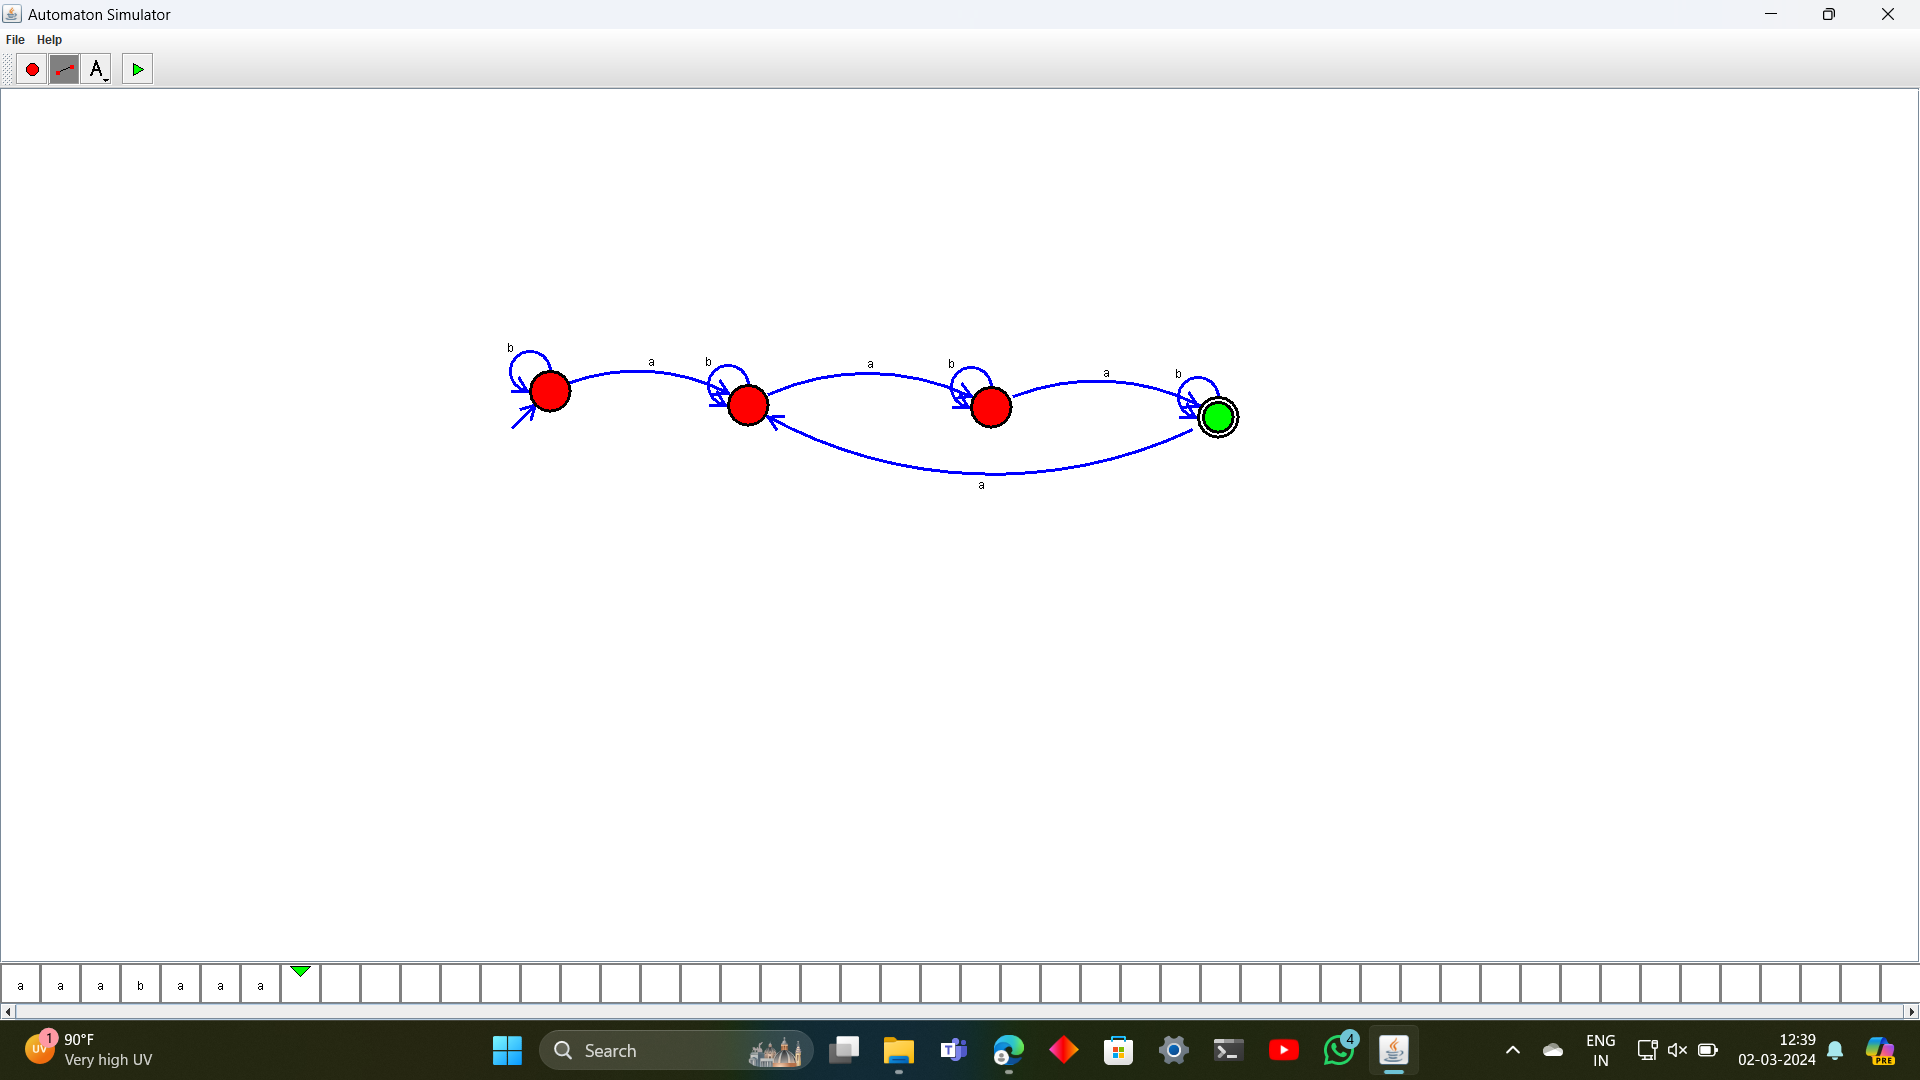 Automaton Simulator
File Help
A
b a b a b a b
a
a a a b a a a
1 UV 90°F
Very high UV
Search
4
ENG
IN
12:39
02-03-2024
PRE